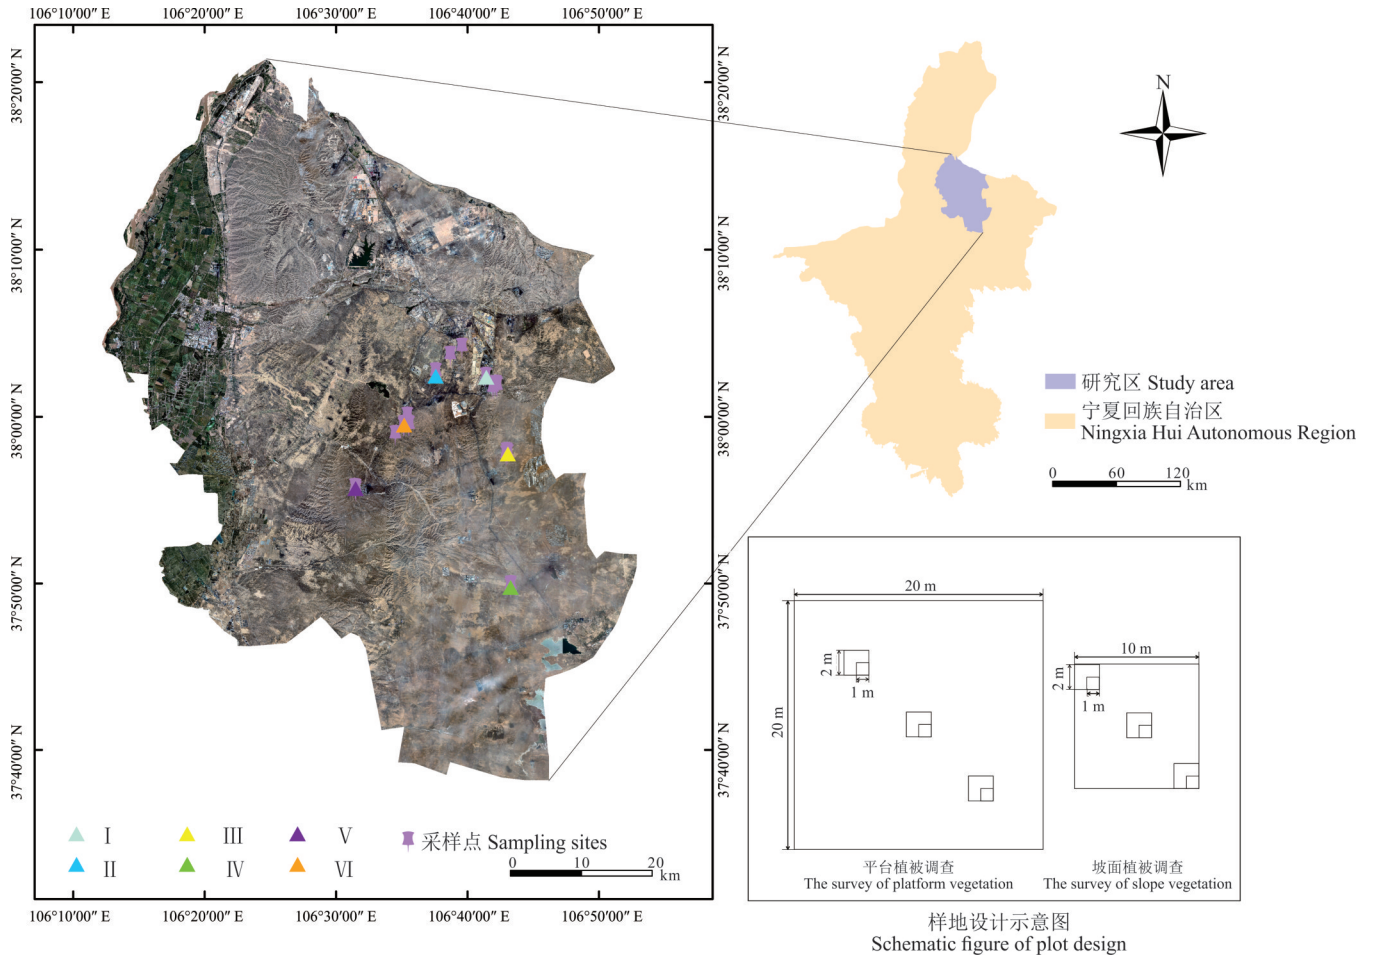 106°10′00″ E
106°20′00″ E
106°30′00″ E
106°40′00″ E
106°50′00″ E
38°20′00″ N
38°10′00″ N
38°00′00″ N
37°50′00″ N
37°40′00″ N
38°20′00″ N
38°10′00″ N
38°00′00″ N
37°50′00″ N
37°40′00″ N
I
III
V
采样点 Sampling sites
II
IV
VI
0 10 20
km
106°10′00″ E
106°20′00″ E
106°30′00″ E
106°40′00″ E
106°50′00″ E
N
研究区 Study area
宁夏回族自治区
Ningxia Hui Autonomous Region
0 60 120
km
20 m
20 m
2 m
1 m
10 m
2 m
1 m
平台植被调查
The survey of platform vegetation
坡面植被调查
The survey of slope vegetation
样地设计示意图
Schematic figure of plot design